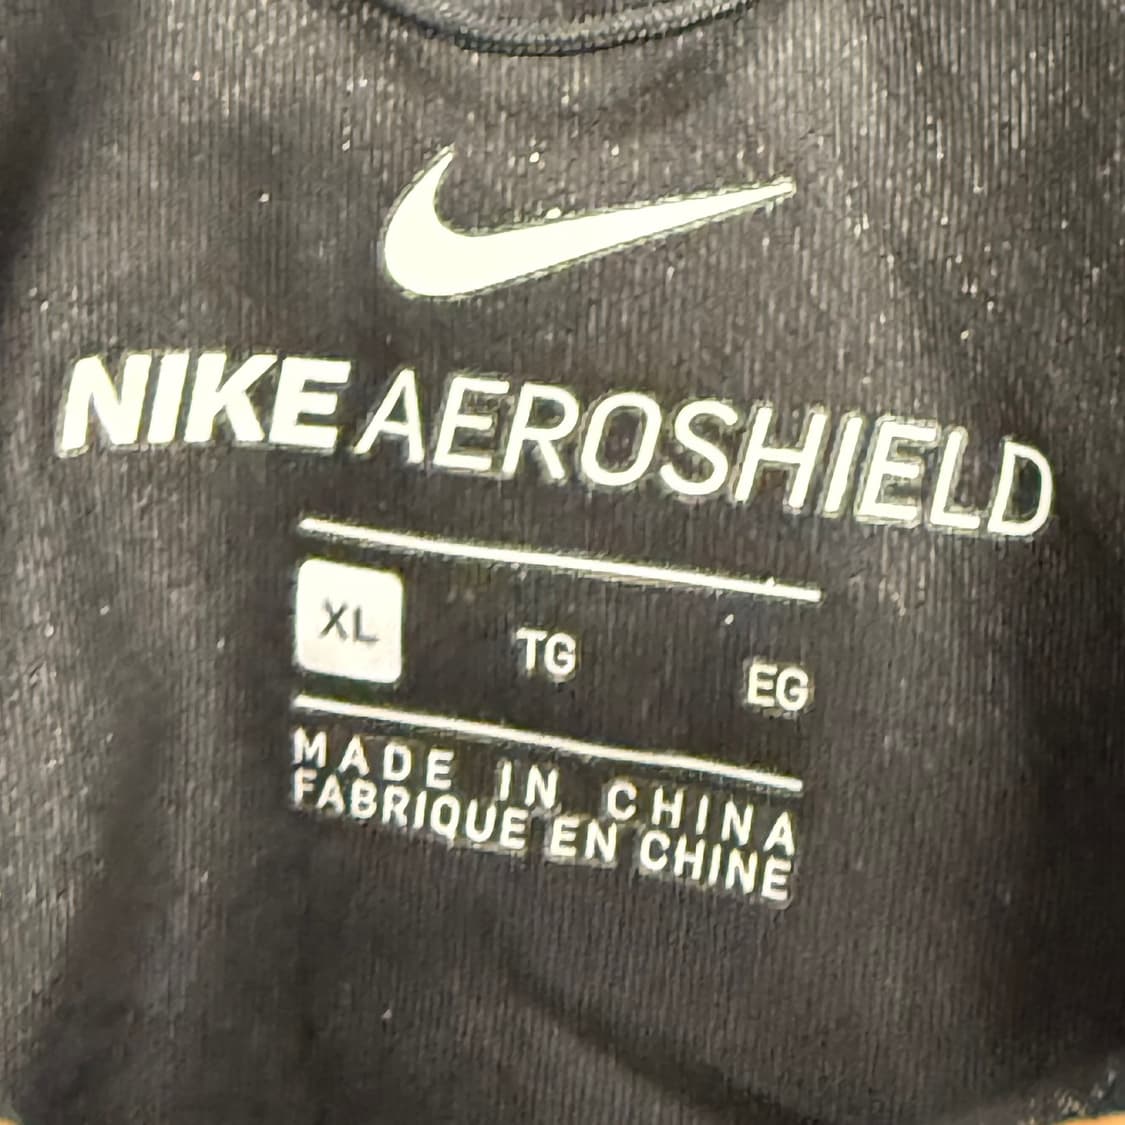 NIKE AEROSHIELD
XL TG EG
MADE IN CHINA
FABRIQUE EN CHINE